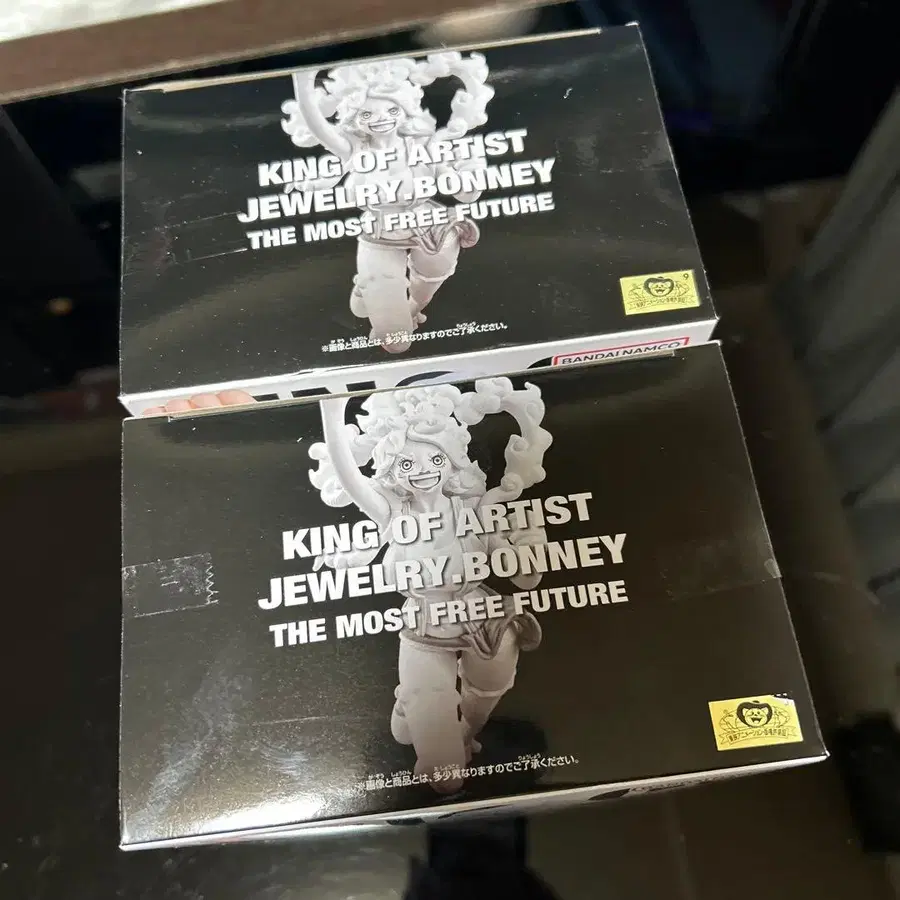 KING OF ARTIST
JEWELRY.BONNEY
THE MOST FREE FUTURE
※画像と商品とは、多少異なりますのでご了承ください。
BANDAI NAMCO
KING OF ARTIST
JEWELRY.BONNEY
THE MOST FREE FUTURE
※画像と商品とは、多少異なりますのでご了承ください。